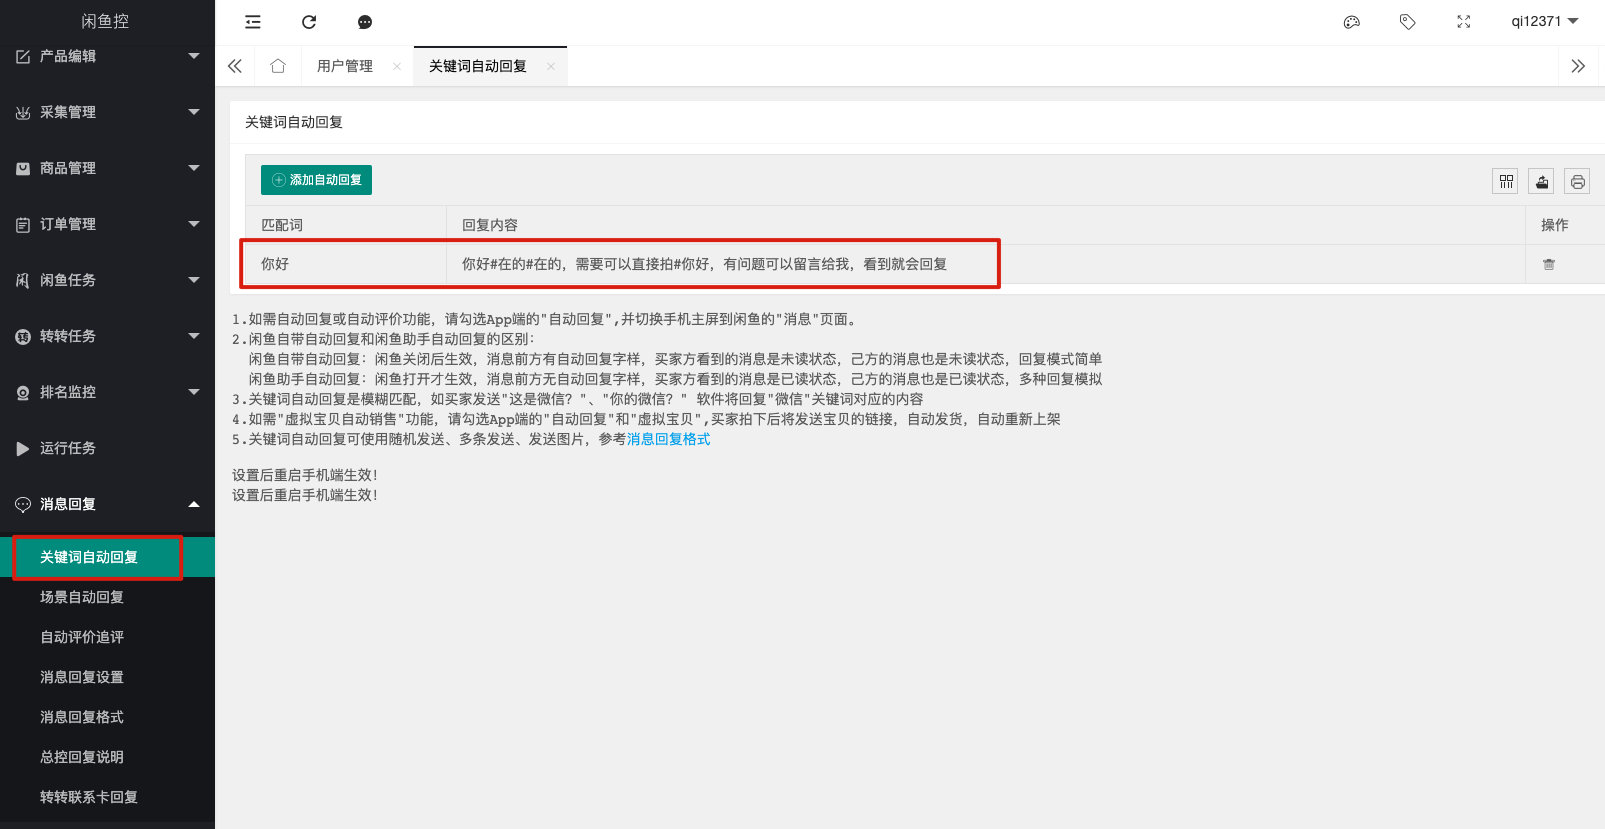 闲鱼控
qi12371
产品编辑
采集管理
商品管理
订单管理
闲鱼任务
转转任务
排名监控
运行任务
消息回复
关键词自动回复
场景自动回复
自动评价追评
消息回复设置
消息回复格式
总控回复说明
转转联系卡回复
用户管理
关键词自动回复
关键词自动回复
添加自动回复
匹配词 回复内容 操作
你好 你好#在的#在的，需要可以直接拍#你好，有问题可以留言给我，看到就会回复
1.如需自动回复或自动评价功能，请勾选App端的"自动回复",并切换手机主屏到闲鱼的"消息"页面。
2.闲鱼自带自动回复和闲鱼助手自动回复的区别：
闲鱼自带自动回复：闲鱼关闭后生效，消息前方有自动回复字样，买家方看到的消息是未读状态，己方的消息也是未读状态，回复模式简单
闲鱼助手自动回复：闲鱼打开才生效，消息前方无自动回复字样，买家方看到的消息是已读状态，己方的消息也是已读状态，多种回复模拟
3.关键词自动回复是模糊匹配，如买家发送"这是微信？"、"你的微信？" 软件将回复"微信"关键词对应的内容
4.如需"虚拟宝贝自动销售"功能，请勾选App端的"自动回复"和"虚拟宝贝",买家拍下后将发送宝贝的链接，自动发货，自动重新上架
5.关键词自动回复可使用随机发送、多条发送、发送图片，参考消息回复格式
设置后重启手机端生效！
设置后重启手机端生效！